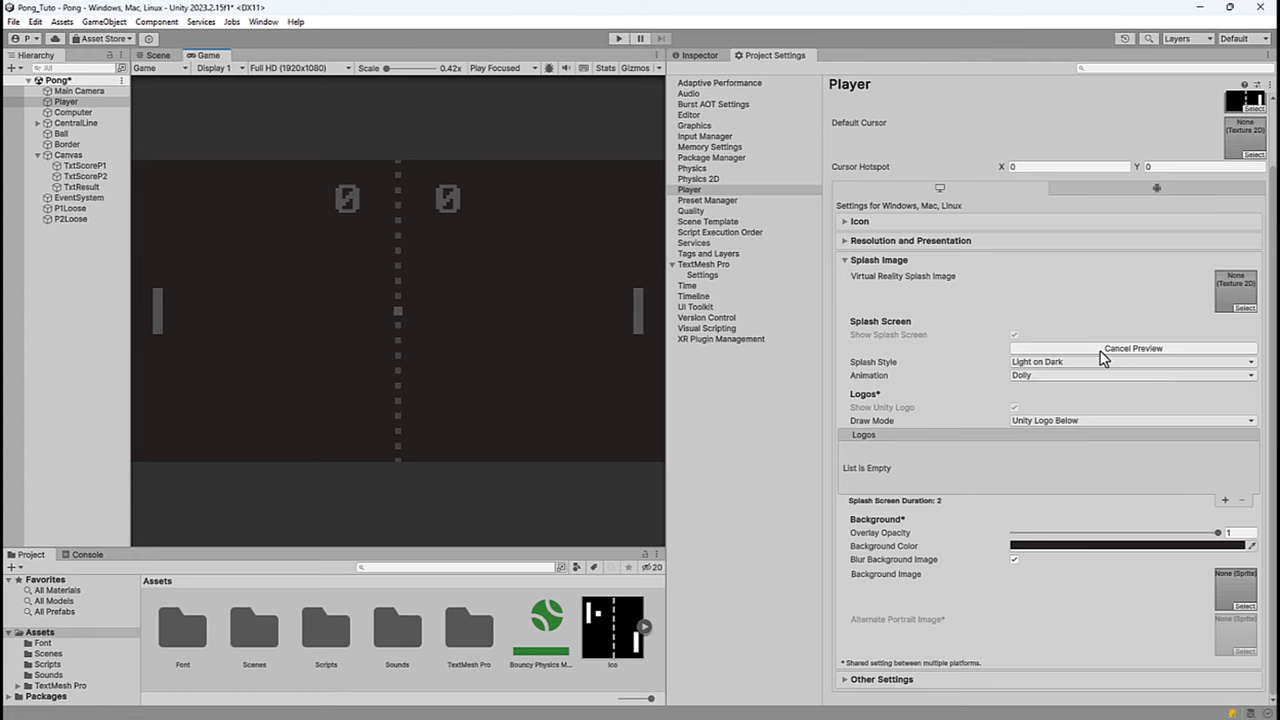 Pong_Tuto - Pong - Windows, Mac, Linux - Unity 2023.2.15f1* <DX11>
File Edit Assets GameObject Component Services Jobs Window Help
P Asset Store Layers Default
Hierarchy
All
Pong*
Main Camera
Player
Computer
CentralLine
Ball
Border
Canvas
TxtScoreP1
TxtScoreP2
TxtResult
EventSystem
P1Loose
P2Loose
Scene Game
Game Display 1 Full HD (1920x1080) Scale 0.42x Play Focused Stats Gizmos
0 0
Inspector Project Settings
Adaptive Performance
Audio
Burst AOT Settings
Editor
Graphics
Input Manager
Memory Settings
Package Manager
Physics
Physics 2D
Player
Preset Manager
Quality
Scene Template
Script Execution Order
Services
Tags and Layers
TextMesh Pro
Settings
Time
Timeline
UI Toolkit
Version Control
Visual Scripting
XR Plugin Management
Player
Select
Default Cursor
None
(Texture 2D)
Select
Cursor Hotspot X 0 Y 0
Settings for Windows, Mac, Linux
Icon
Resolution and Presentation
Splash Image
Virtual Reality Splash Image
None
(Texture 2D)
Select
Splash Screen
Show Splash Screen
Cancel Preview
Splash Style Light on Dark
Animation Dolly
Logos*
Show Unity Logo
Draw Mode Unity Logo Below
Logos
List is Empty
Splash Screen Duration: 2
Background*
Overlay Opacity 1
Background Color
Blur Background Image
Background Image
None (Sprite)
Select
Alternate Portrait Image*
None (Sprite)
Select
* Shared setting between multiple platforms.
Other Settings
Project Console
20
Favorites
All Materials
All Models
All Prefabs
Assets
Font
Scenes
Scripts
Sounds
TextMesh Pro
Packages
Assets
Font Scenes Scripts Sounds TextMesh Pro Bouncy Physics M... Ico